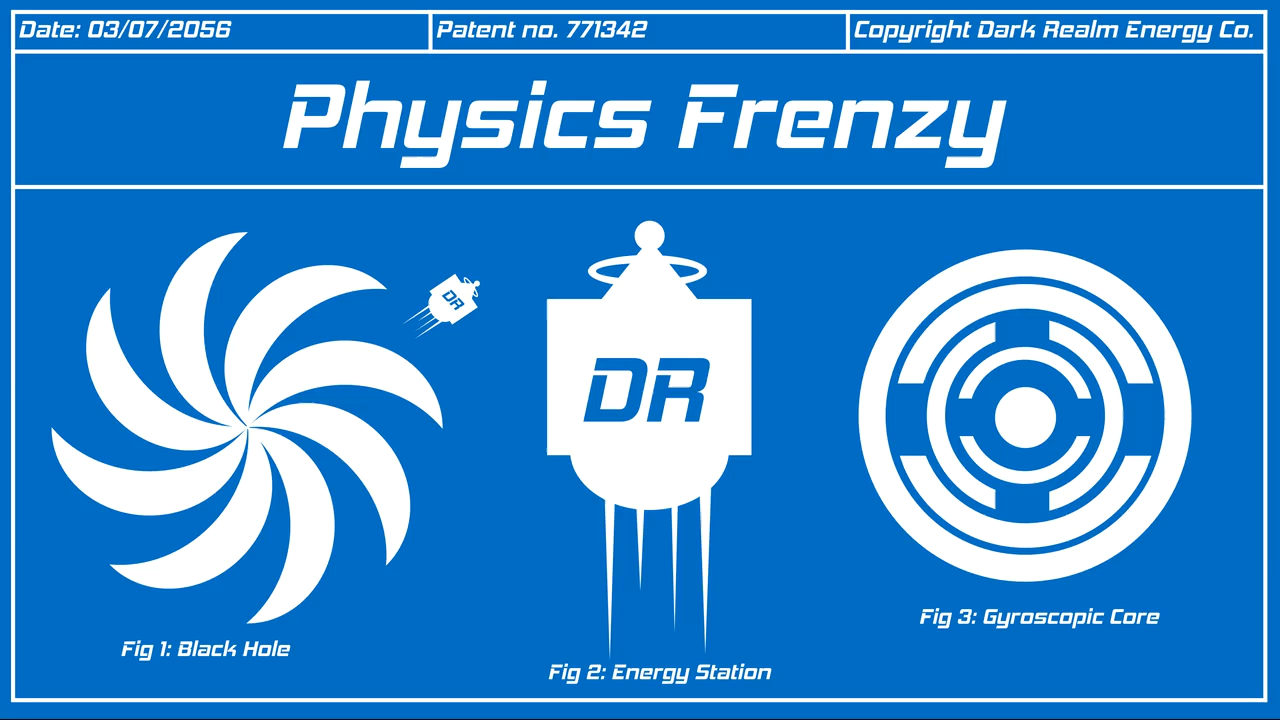 Date: 03/07/2056
Patent no. 771342
Copyright Dark Realm Energy Co.
Physics Frenzy
DR
DR
Fig 1: Black Hole
Fig 2: Energy Station
Fig 3: Gyroscopic Core